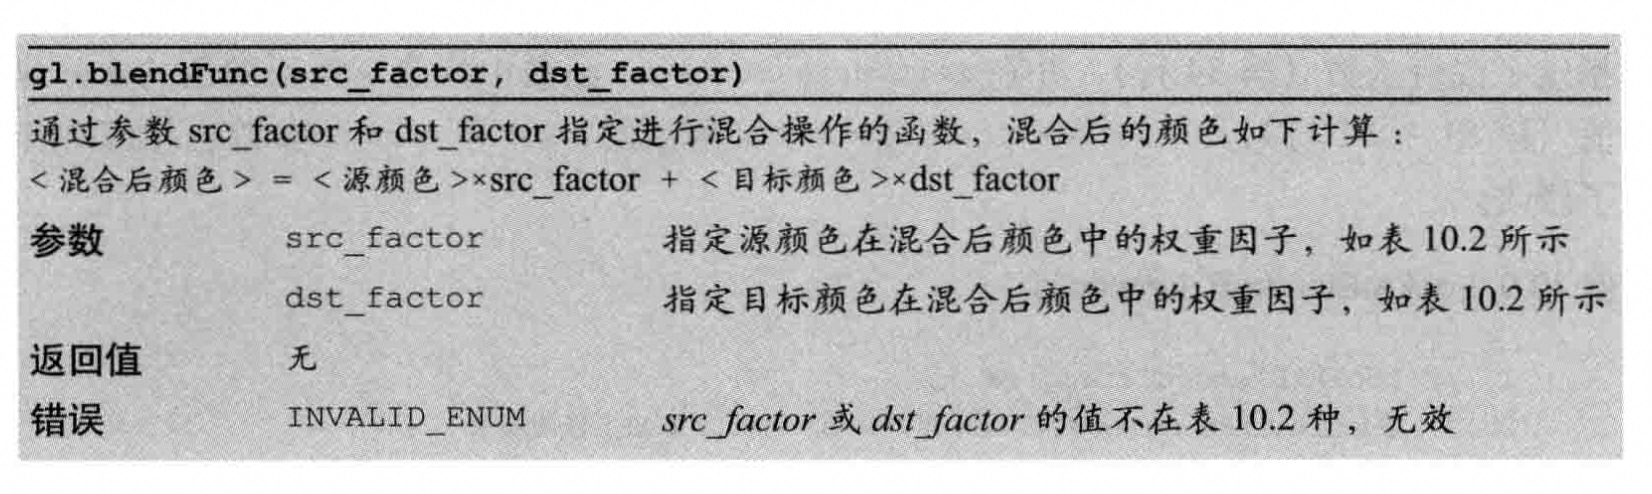 gl.blendFunc(src_factor, dst_factor)
通过参数 src_factor 和 dst_factor 指定进行混合操作的函数，混合后的颜色如下计算：
<混合后颜色> = <源颜色>×src_factor + <目标颜色>×dst_factor
参数 src_factor 指定源颜色在混合后颜色中的权重因子，如表 10.2 所示
dst_factor 指定目标颜色在混合后颜色中的权重因子，如表 10.2 所示
返回值 无
错误 INVALID_ENUM src_factor 或 dst_factor 的值不在表 10.2 种，无效